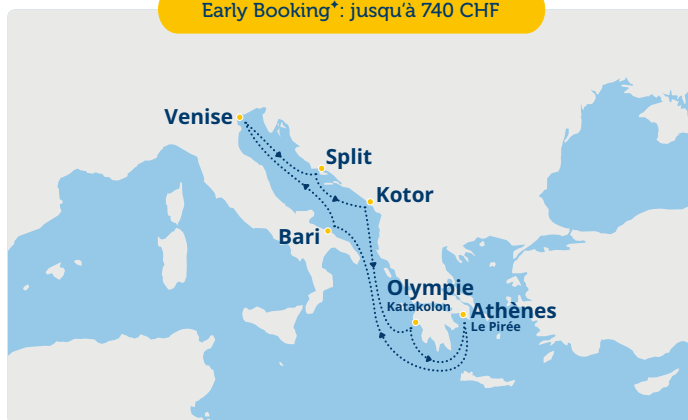 Early Booking✦: jusqu'à 740 CHF
Venise
Split
Kotor
Bari
Olympie
Katakolon
Athènes
Le Pirée